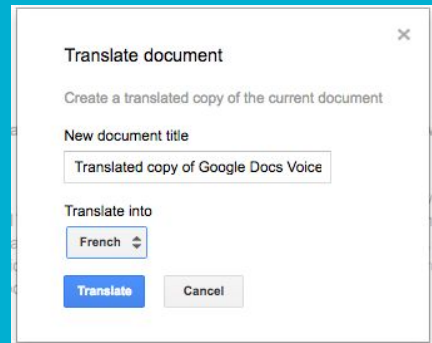 Translate document
Create a translated copy of the current document
New document title
Translated copy of Google Docs Voice
Translate into
French
Translate
Cancel